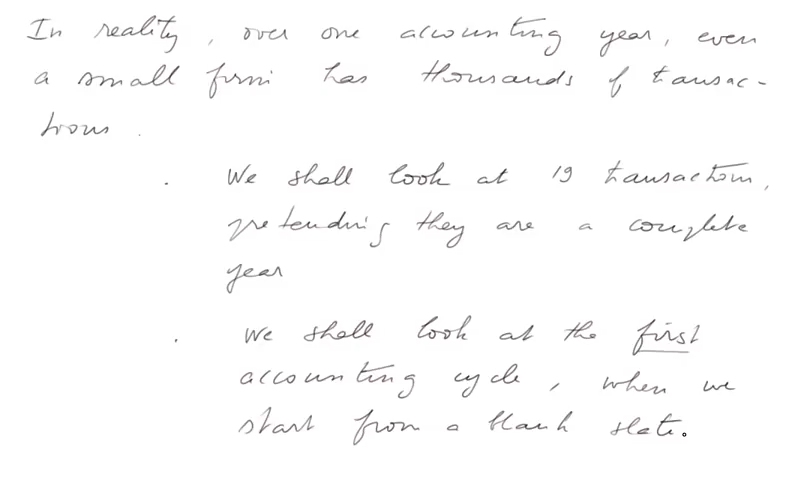 In reality, over one accounting year, even
a small firm has thousands of transac-
tions.
. We shall look at 19 transactions,
pretending they are a complete
year
. We shall look at the first
accounting cycle, when we
start from a blank slate.